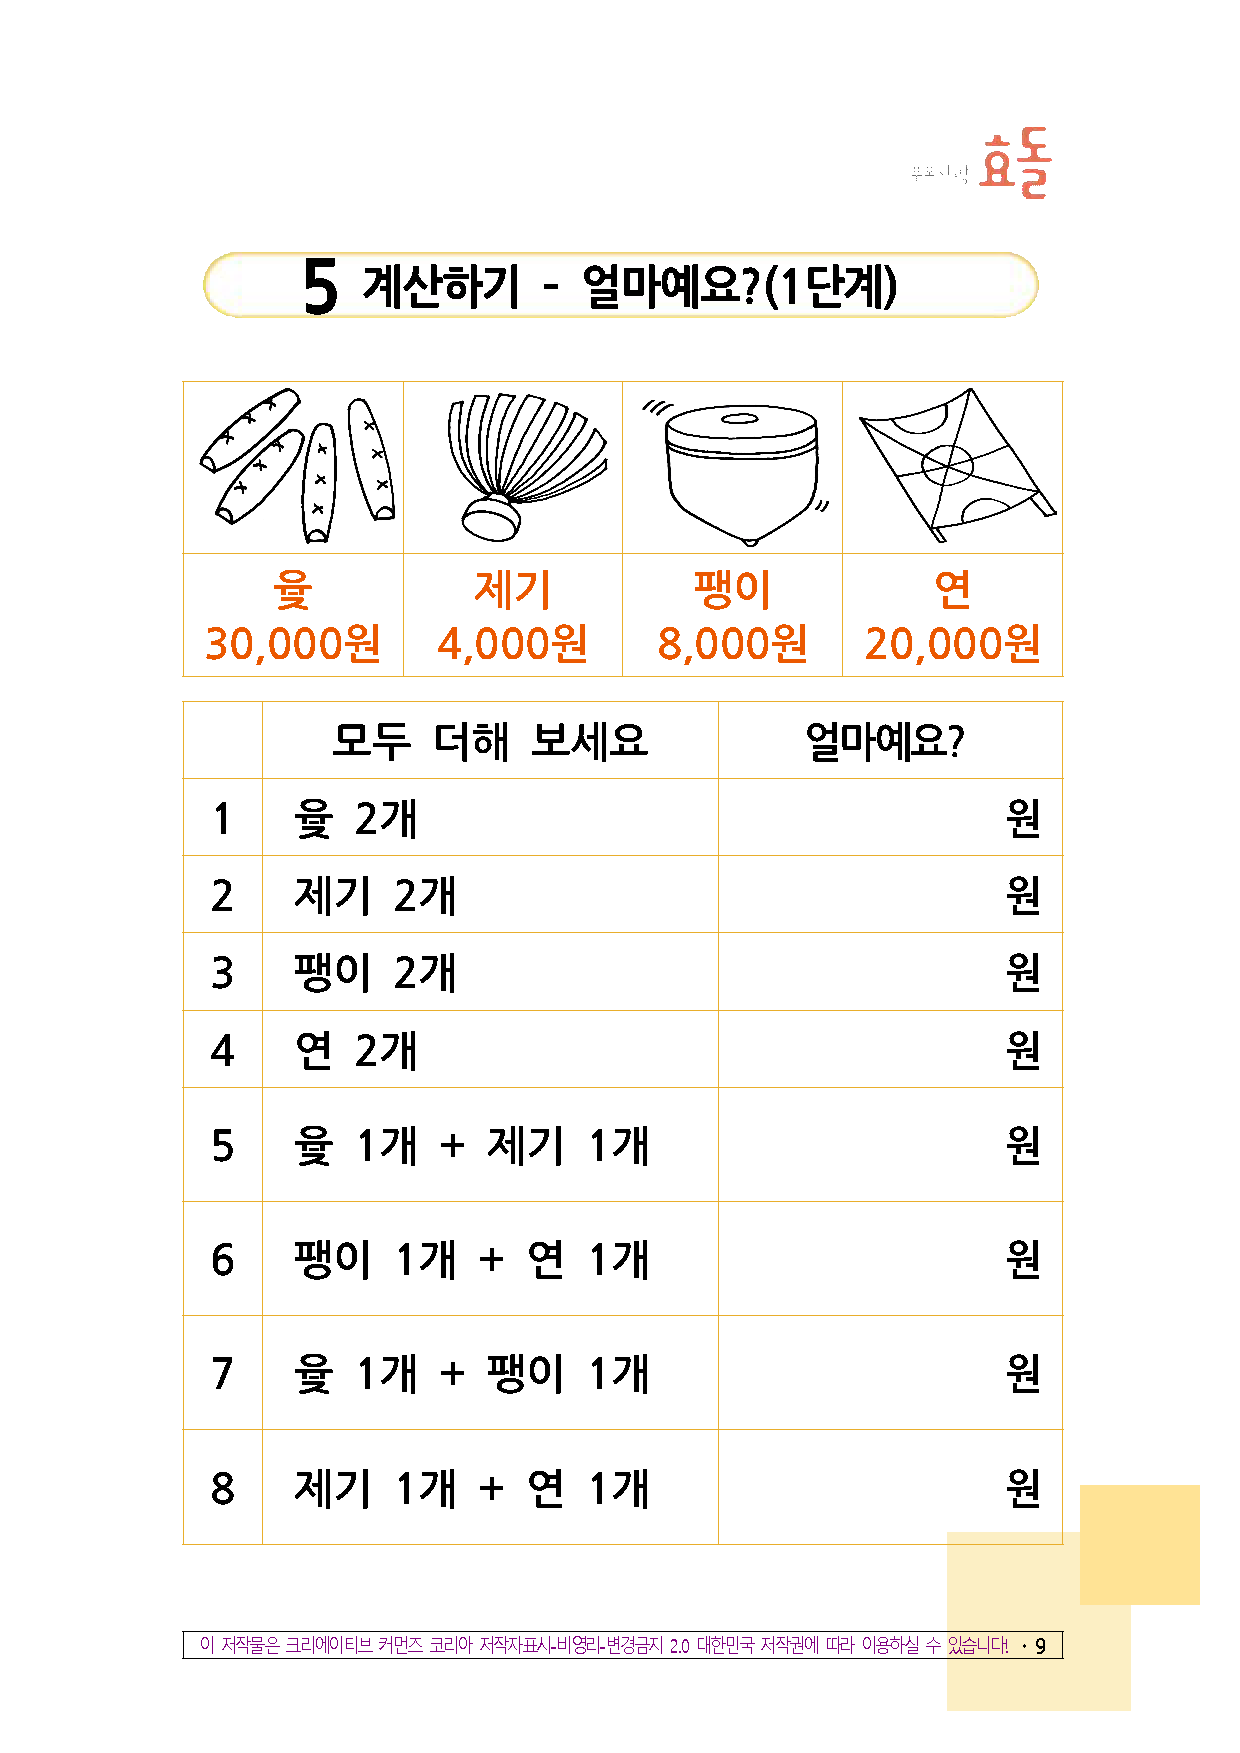 효돌
5 계산하기 - 얼마예요?(1단계)
윷 제기 팽이 연
30,000원 4,000원 8,000원 20,000원
모두 더해 보세요 얼마예요?
1 윷 2개 원
2 제기 2개 원
3 팽이 2개 원
4 연 2개 원
5 윷 1개 + 제기 1개 원
6 팽이 1개 + 연 1개 원
7 윷 1개 + 팽이 1개 원
8 제기 1개 + 연 1개 원
이 저작물은 크리에이티브 커먼즈 코리아 저작자표시-비영리-변경금지 2.0 대한민국 저작권에 따라 이용하실 수 있습니다! · 9